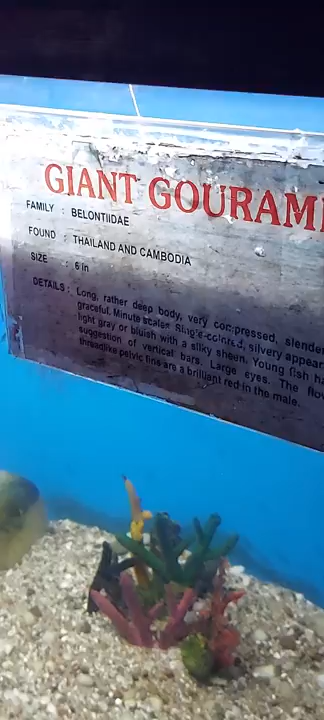 GIANT GOURAMI
FAMILY : BELONTIIDAE
FOUND : THAILAND AND CAMBODIA
SIZE : 6 in
DETAILS : Long, rather deep body, very compressed, slender
graceful. Minute scales. Single-colored, silvery appear
light gray or bluish with a silky sheen. Young fish h
suggestion of vertical bars. Large eyes. The flow
threadlike pelvic fins are a brilliant red in the male.